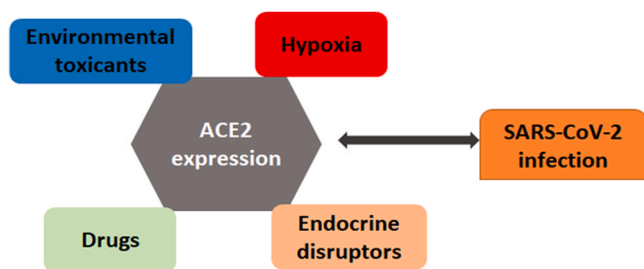 Environmental
toxicants
Hypoxia
ACE2
expression
SARS-CoV-2
infection
Drugs
Endocrine
disruptors